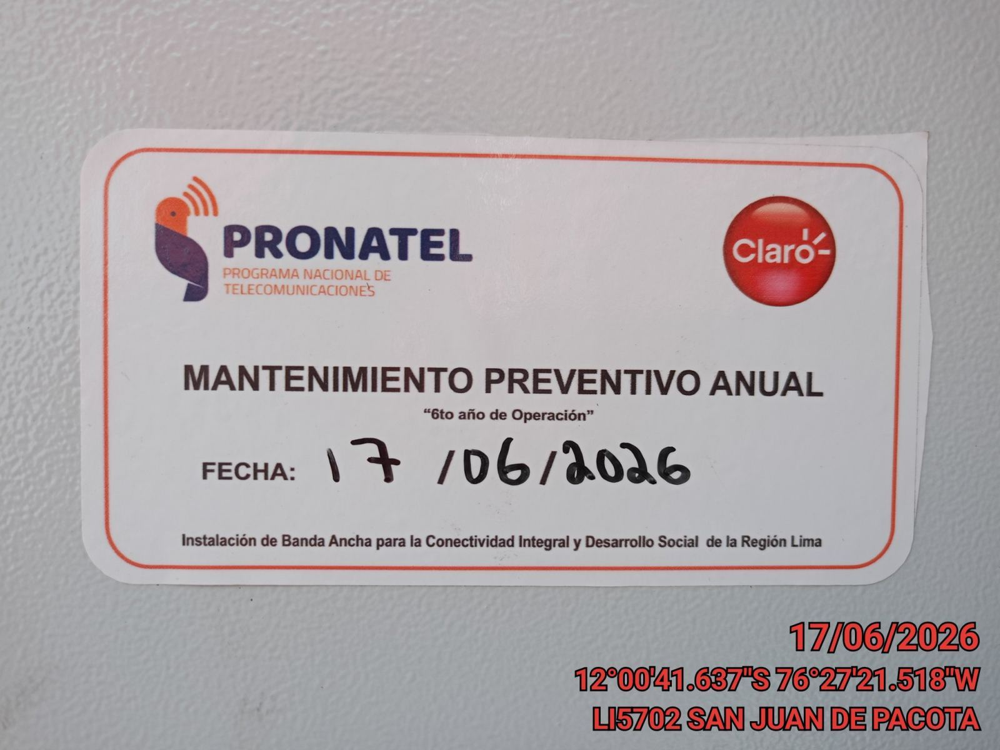 PRONATEL
PROGRAMA NACIONAL DE
TELECOMUNICACIONES
Claro
MANTENIMIENTO PREVENTIVO ANUAL
“6to año de Operación”
FECHA: 17/06/2026
Instalación de Banda Ancha para la Conectividad Integral y Desarrollo Social de la Región Lima
17/06/2026
12°00'41.637"S 76°27'21.518"W
LI5702 SAN JUAN DE PACOTA